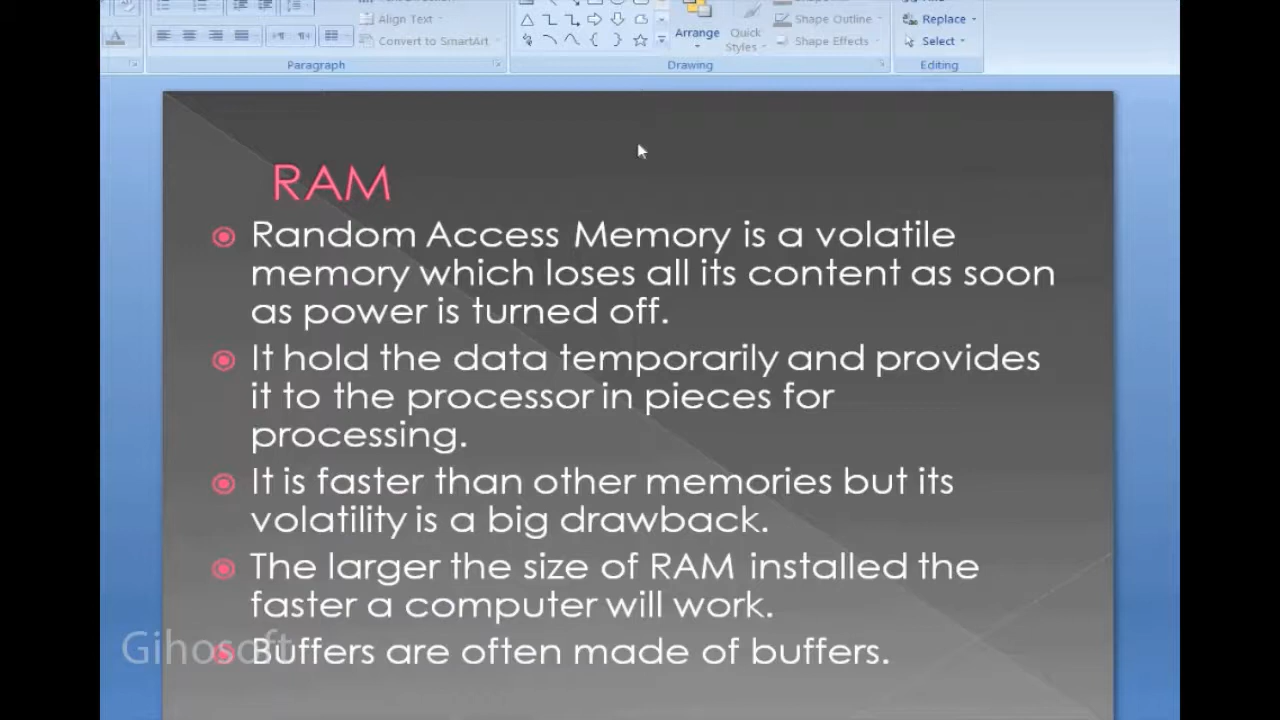 Align Text
Convert to SmartArt
Paragraph
Arrange
Quick
Styles
Shape Outline
Shape Effects
Drawing
Replace
Select
Editing
RAM
Random Access Memory is a volatile
memory which loses all its content as soon
as power is turned off.
It hold the data temporarily and provides
it to the processor in pieces for
processing.
It is faster than other memories but its
volatility is a big drawback.
The larger the size of RAM installed the
faster a computer will work.
Buffers are often made of buffers.
Gihosoft